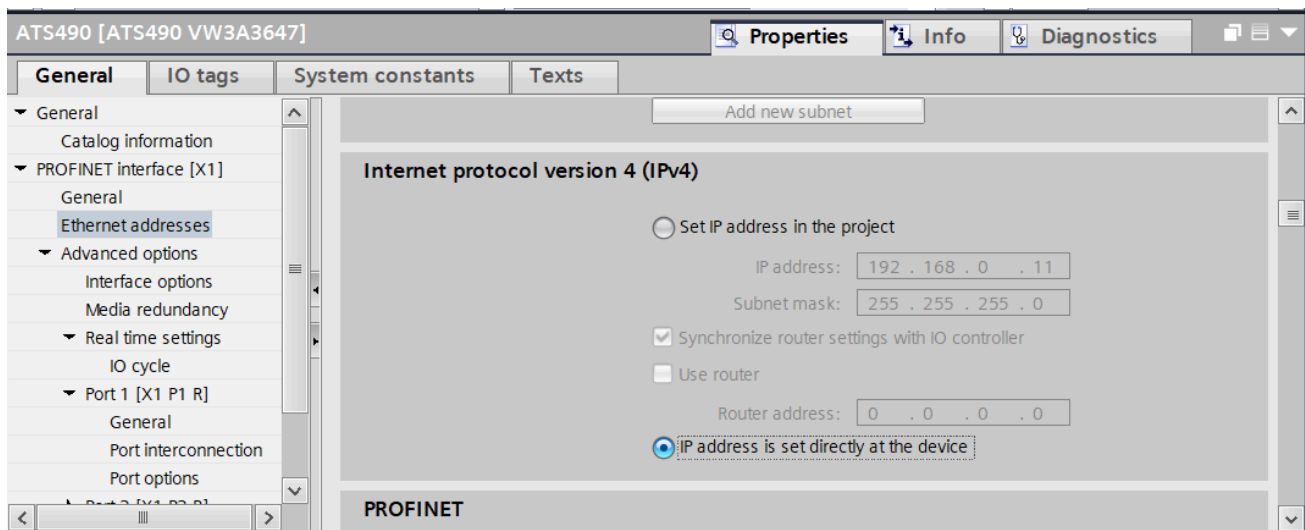 ATS490 [ATS490 VW3A3647]
Properties
Info
Diagnostics
General
IO tags
System constants
Texts
General
Catalog information
PROFINET interface [X1]
General
Ethernet addresses
Advanced options
Interface options
Media redundancy
Real time settings
IO cycle
Port 1 [X1 P1 R]
General
Port interconnection
Port options
Port 2 [X1 P2 R]
Add new subnet
Internet protocol version 4 (IPv4)
Set IP address in the project
IP address: 192 . 168 . 0 . 11
Subnet mask: 255 . 255 . 255 . 0
Synchronize router settings with IO controller
Use router
Router address: 0 . 0 . 0 . 0
IP address is set directly at the device
PROFINET